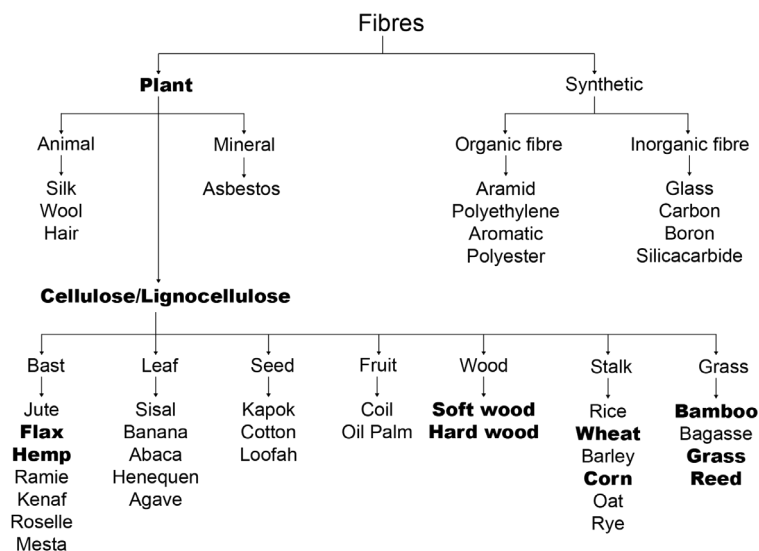 Fibres
Plant
Synthetic
Animal
Mineral
Organic fibre
Inorganic fibre
Silk
Wool
Hair
Asbestos
Aramid
Polyethylene
Aromatic
Polyester
Glass
Carbon
Boron
Silicacarbide
Cellulose/Lignocellulose
Bast
Leaf
Seed
Fruit
Wood
Stalk
Grass
Jute
Flax
Hemp
Ramie
Kenaf
Roselle
Mesta
Sisal
Banana
Abaca
Henequen
Agave
Kapok
Cotton
Loofah
Coil
Oil Palm
Soft wood
Hard wood
Rice
Wheat
Barley
Corn
Oat
Rye
Bamboo
Bagasse
Grass
Reed